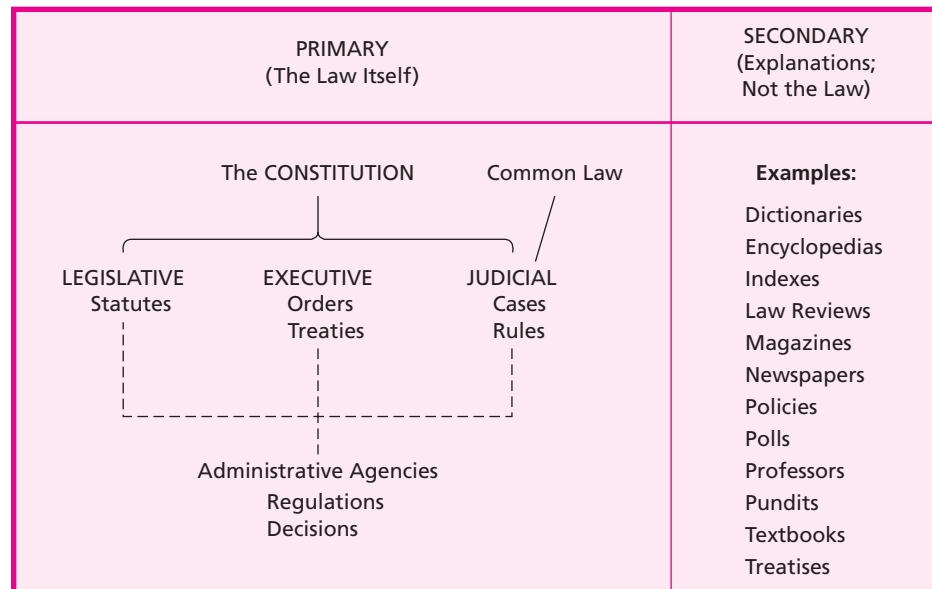 PRIMARY
(The Law Itself)
SECONDARY
(Explanations;
Not the Law)
The CONSTITUTION
Common Law
LEGISLATIVE
Statutes
EXECUTIVE
Orders
Treaties
JUDICIAL
Cases
Rules
Administrative Agencies
Regulations
Decisions
Examples:
Dictionaries
Encyclopedias
Indexes
Law Reviews
Magazines
Newspapers
Policies
Polls
Professors
Pundits
Textbooks
Treatises